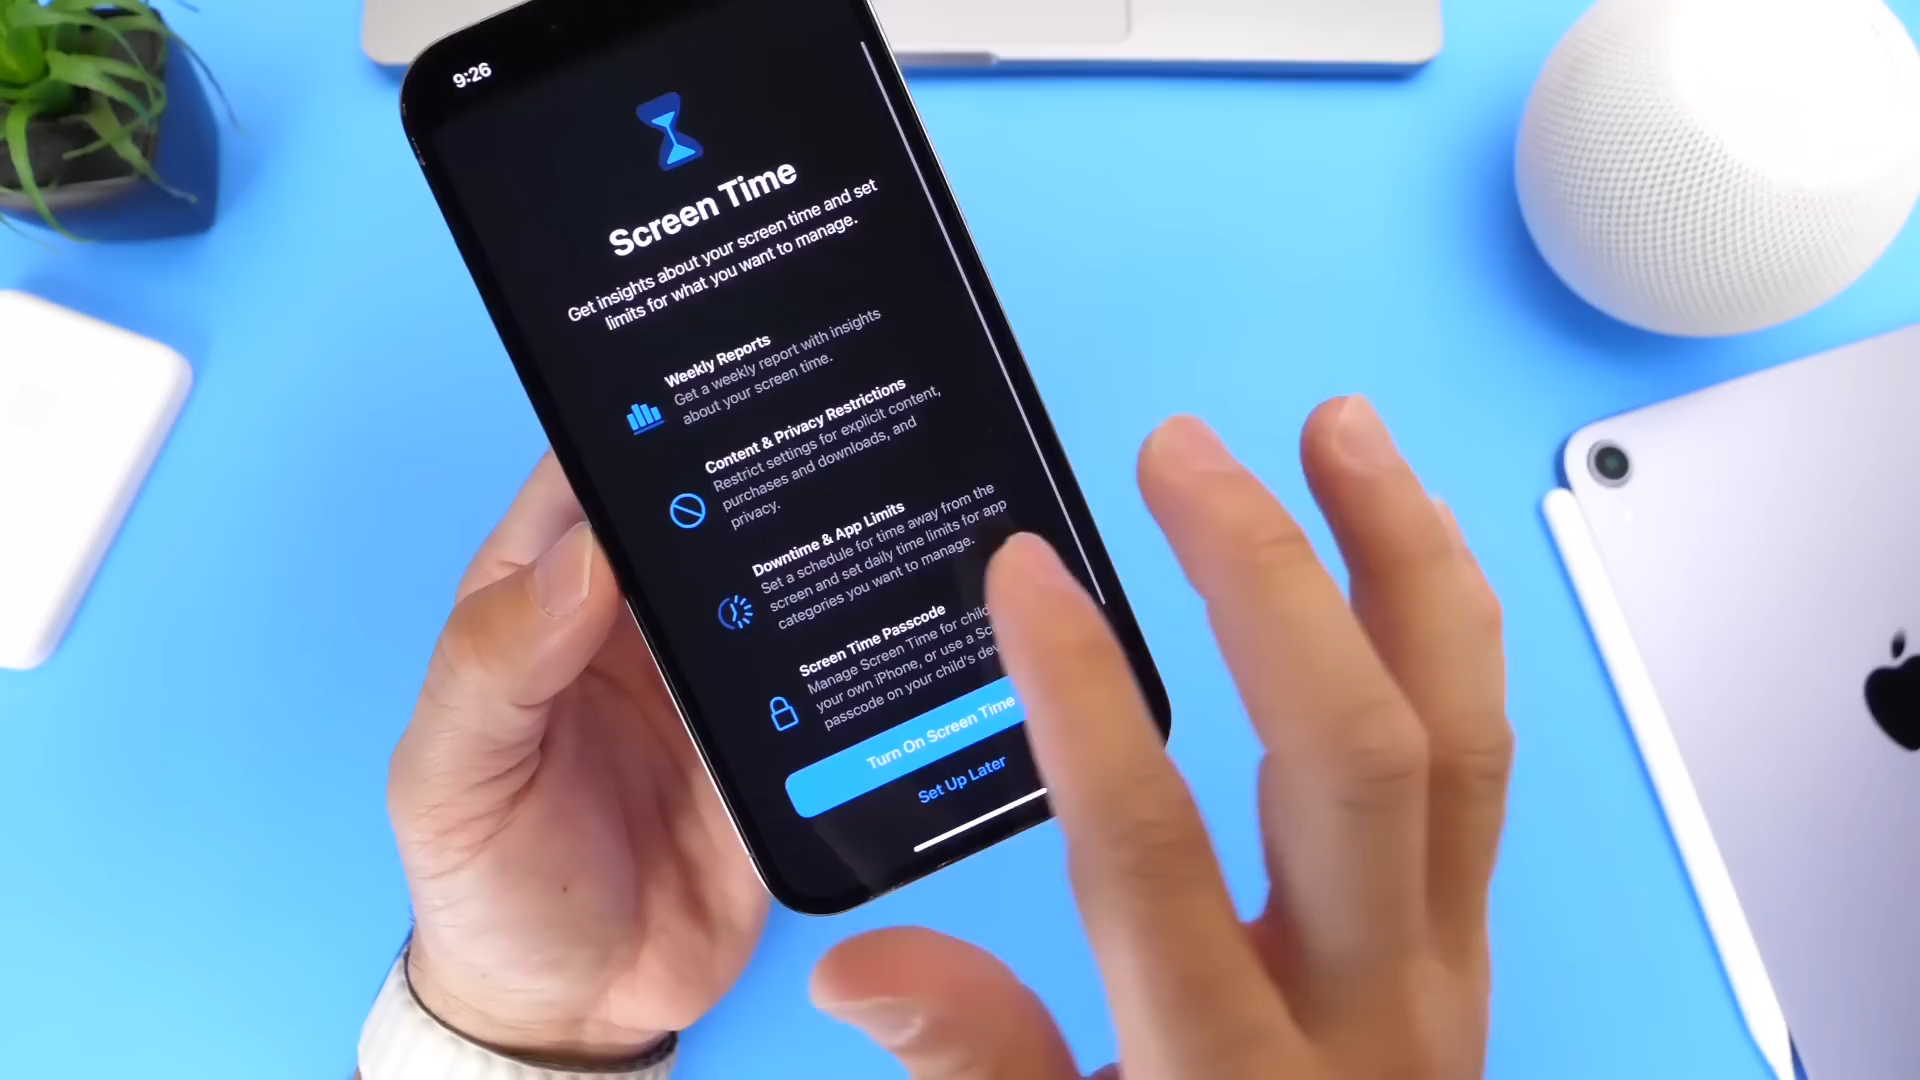 9:26
Screen Time
Get insights about your screen time and set
limits for what you want to manage.
Weekly Reports
Get a weekly report with insights
about your screen time.
Content & Privacy Restrictions
Restrict settings for explicit content,
purchases and downloads, and
privacy.
Downtime & App Limits
Set a schedule for time away from the
screen and set daily time limits for app
categories you want to manage.
Screen Time Passcode
Manage Screen Time for
your own iPhone, or use a
passcode on your child's
Turn On Screen Time
Set Up Later